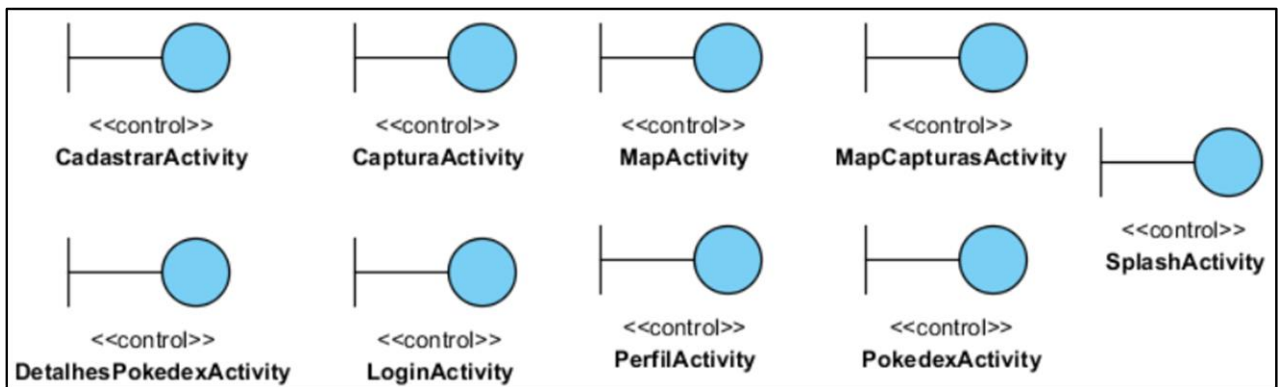 <<control>>
CadastrarActivity
<<control>>
CapturaActivity
<<control>>
MapActivity
<<control>>
MapCapturasActivity
<<control>>
SplashActivity
<<control>>
DetalhesPokedexActivity
<<control>>
LoginActivity
<<control>>
PerfilActivity
<<control>>
PokedexActivity